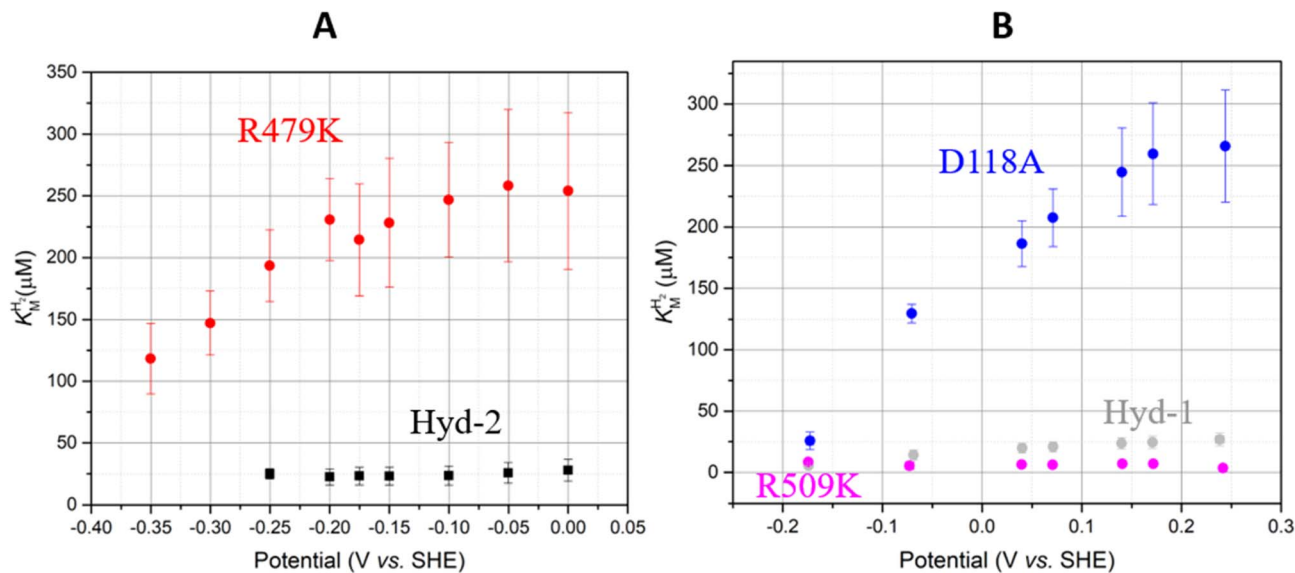 A
B
350
300
250
200
150
100
50
0
K_M^{H₂}(μM)
R479K
Hyd-2
-0.40 -0.35 -0.30 -0.25 -0.20 -0.15 -0.10 -0.05 0.00 0.05
Potential (V vs. SHE)
300
250
200
150
100
50
0
K_M^{H₂} (μM)
D118A
Hyd-1
R509K
-0.2 -0.1 0.0 0.1 0.2 0.3
Potential (V vs. SHE)